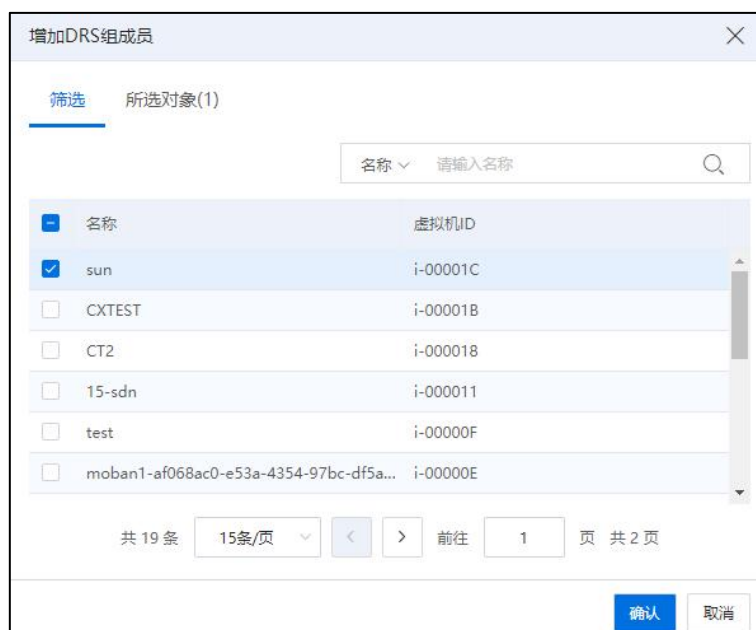 增加DRS组成员
筛选 所选对象(1)
名称 请输入名称
名称 虚拟机ID
sun i-00001C
CXTEST i-00001B
CT2 i-000018
15-sdn i-000011
test i-00000F
moban1-af068ac0-e53a-4354-97bc-df5a... i-00000E
共 19 条 15条/页 前往 1 页 共 2 页
确认 取消